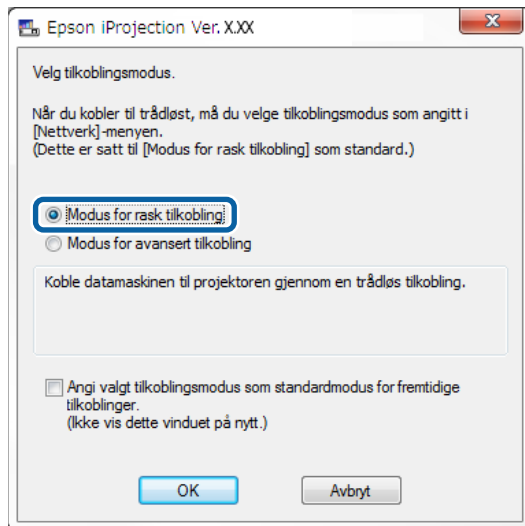 Epson iProjection Ver. X.XX
Velg tilkoblingsmodus.
Når du kobler til trådløst, må du velge tilkoblingsmodus som angitt i
[Nettverk]-menyen.
(Dette er satt til [Modus for rask tilkobling] som standard.)
Modus for rask tilkobling
Modus for avansert tilkobling
Koble datamaskinen til projektoren gjennom en trådløs tilkobling.
Angi valgt tilkoblingsmodus som standardmodus for fremtidige
tilkoblinger.
(Ikke vis dette vinduet på nytt.)
OK
Avbryt